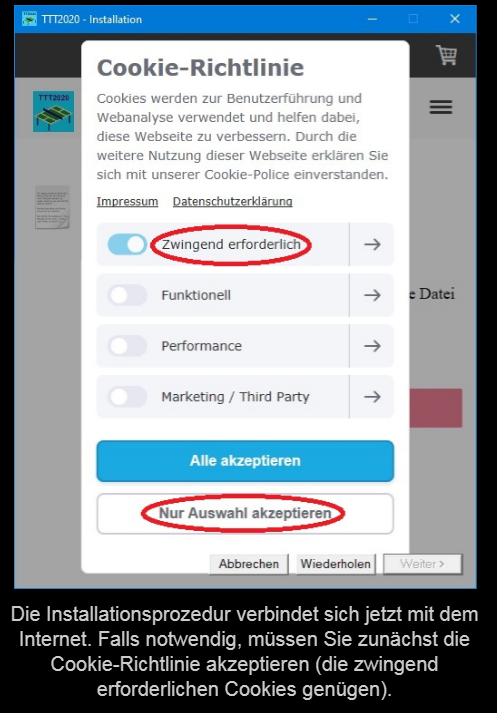 TTT2020 - Installation
TTT2020
Cookie-Richtlinie
Cookies werden zur Benutzerführung und
Webanalyse verwendet und helfen dabei,
diese Webseite zu verbessern. Durch die
weitere Nutzung dieser Webseite erklären Sie
sich mit unserer Cookie-Police einverstanden.
Impressum Datenschutzerklärung
Zwingend erforderlich
e Datei
Funktionell
Performance
Marketing / Third Party
Alle akzeptieren
Nur Auswahl akzeptieren
Abbrechen Wiederholen Weiter >
Die Installationsprozedur verbindet sich jetzt mit dem
Internet. Falls notwendig, müssen Sie zunächst die
Cookie-Richtlinie akzeptieren (die zwingend
erforderlichen Cookies genügen).